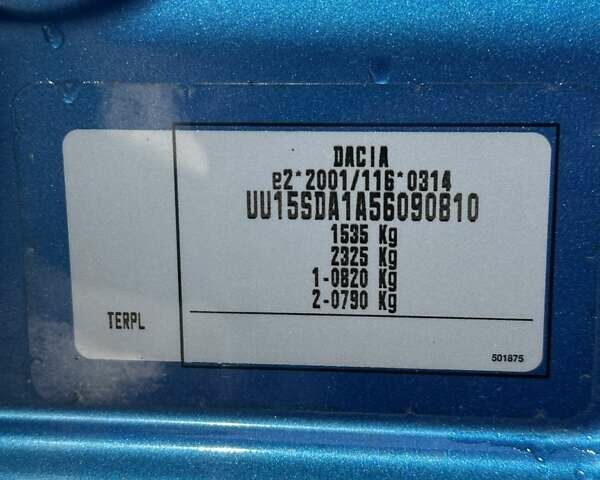 DACIA
e2*2001/116*0314
UU15SDA1A56090810
1535 Kg
2325 Kg
1-0820 Kg
2-0790 Kg
TERPL
501875